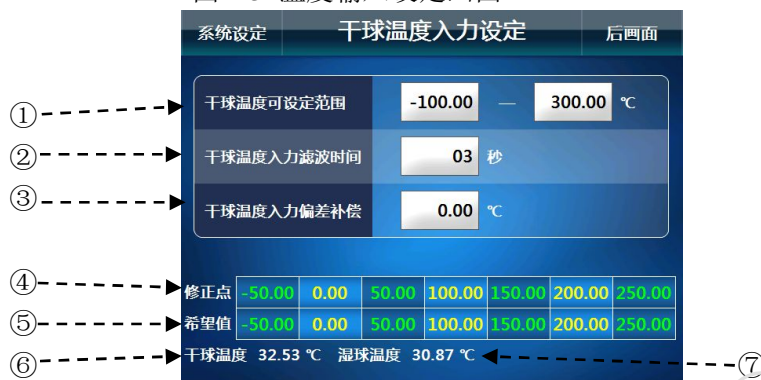 系统设定 干球温度入力设定 后画面
① 干球温度可设定范围 -100.00 — 300.00 ℃
② 干球温度入力滤波时间 03 秒
③ 干球温度入力偏差补偿 0.00 ℃
④ 修正点 -50.00 0.00 50.00 100.00 150.00 200.00 250.00
⑤ 希望值 -50.00 0.00 50.00 100.00 150.00 200.00 250.00
⑥ 干球温度 32.53 ℃ 湿球温度 30.87 ℃ ⑦